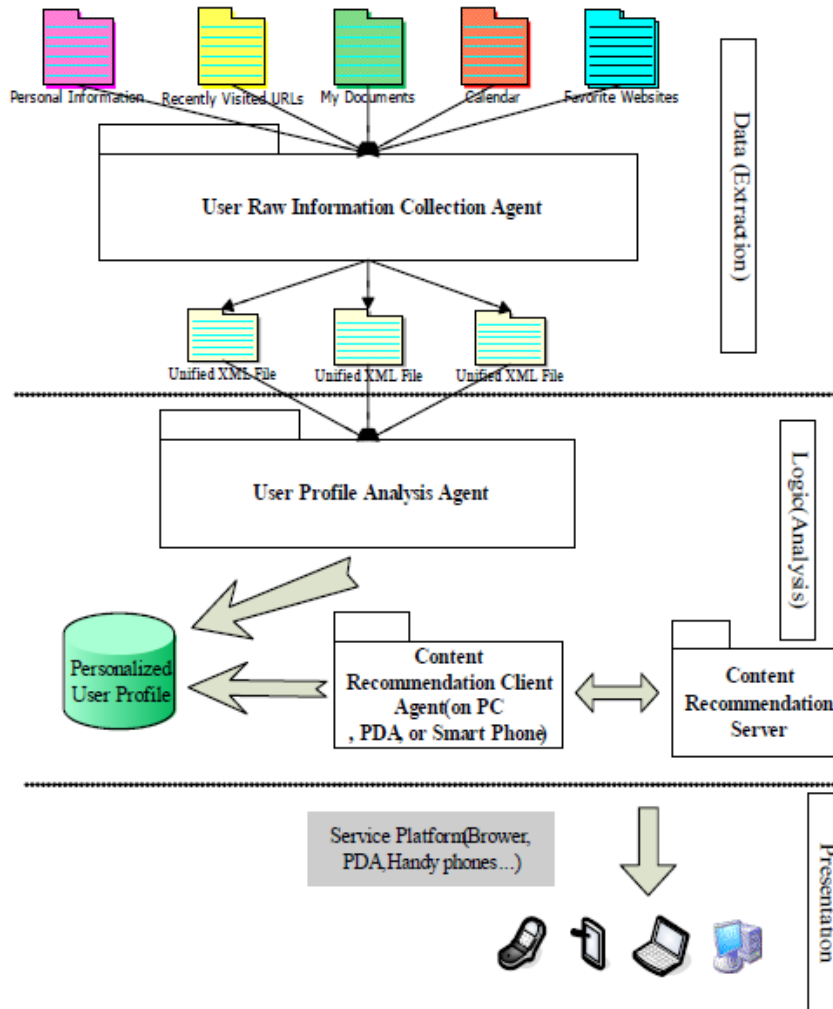 Personal Information
Recently Visited URLs
My Documents
Calendar
Favorite Websites
Data (Extraction)
User Raw Information Collection Agent
Unified XML File
Unified XML File
Unified XML File
User Profile Analysis Agent
Logic(Analysis)
Personalized
User Profile
Content
Recommendation Client
Agent(on PC
, PDA, or Smart Phone)
Content
Recommendation
Server
Service Platform(Brower,
PDA,Handy phones…)
Presentation